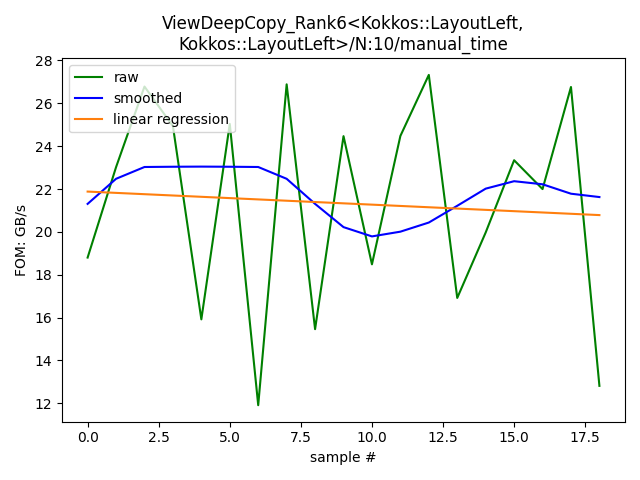 ViewDeepCopy_Rank6<Kokkos::LayoutLeft,
Kokkos::LayoutLeft>/N:10/manual_time
raw
smoothed
linear regression
FOM: GB/s
28
26
24
22
20
18
16
14
12
0.0 2.5 5.0 7.5 10.0 12.5 15.0 17.5
sample #